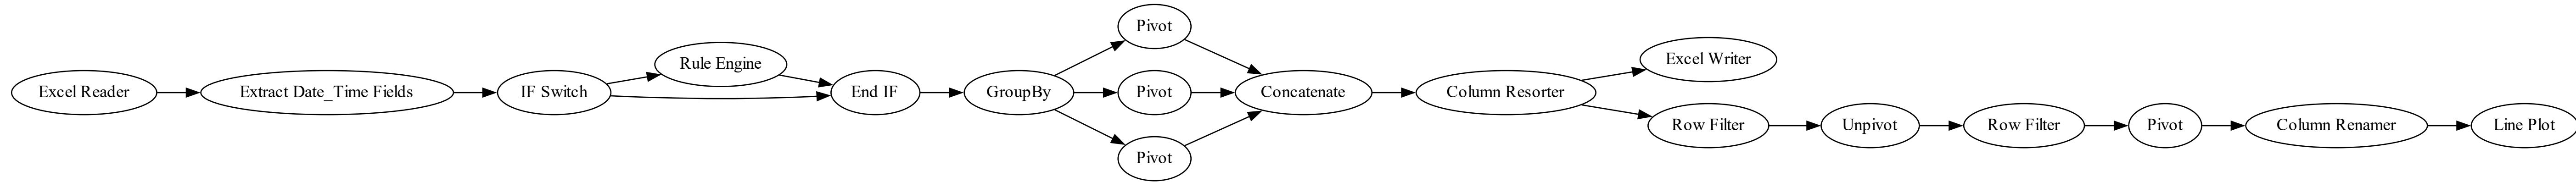 Excel Reader
Extract Date_Time Fields
IF Switch
Rule Engine
End IF
GroupBy
Pivot
Pivot
Pivot
Concatenate
Column Resorter
Excel Writer
Row Filter
Unpivot
Row Filter
Pivot
Column Renamer
Line Plot